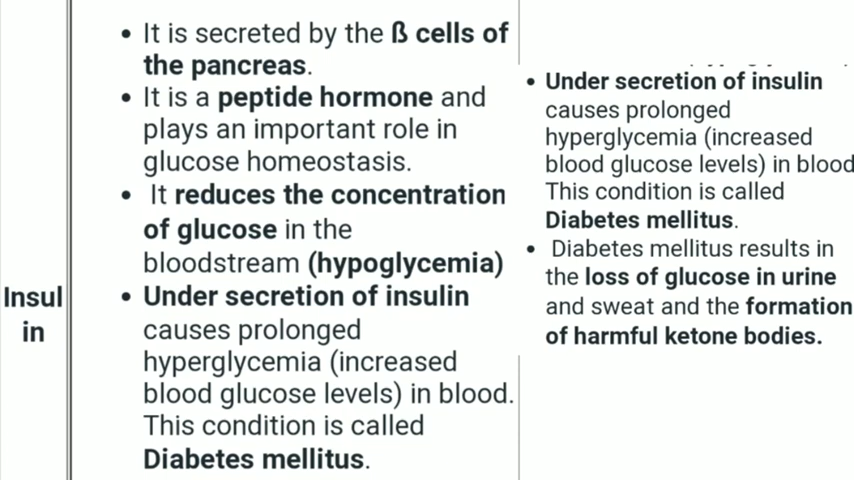 Insul
in
• It is secreted by the ß cells of
the pancreas.
• It is a peptide hormone and
plays an important role in
glucose homeostasis.
• It reduces the concentration
of glucose in the
bloodstream (hypoglycemia)
• Under secretion of insulin
causes prolonged
hyperglycemia (increased
blood glucose levels) in blood.
This condition is called
Diabetes mellitus.
• Under secretion of insulin
causes prolonged
hyperglycemia (increased
blood glucose levels) in blood
This condition is called
Diabetes mellitus.
• Diabetes mellitus results in
the loss of glucose in urine
and sweat and the formation
of harmful ketone bodies.